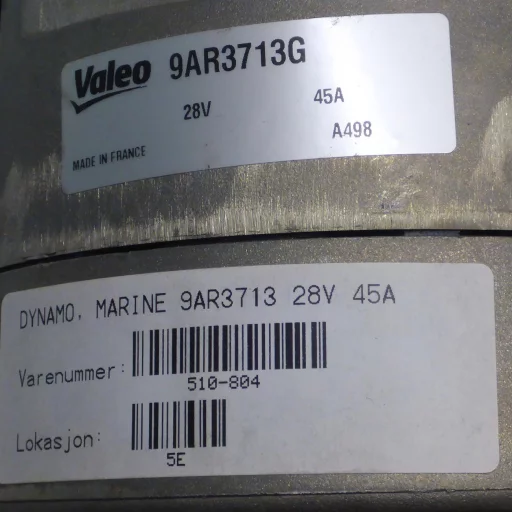 Valeo 9AR3713G
28V 45A
A498
MADE IN FRANCE
DYNAMO, MARINE 9AR3713 28V 45A
Varenummer:
510-804
Lokasjon:
5E